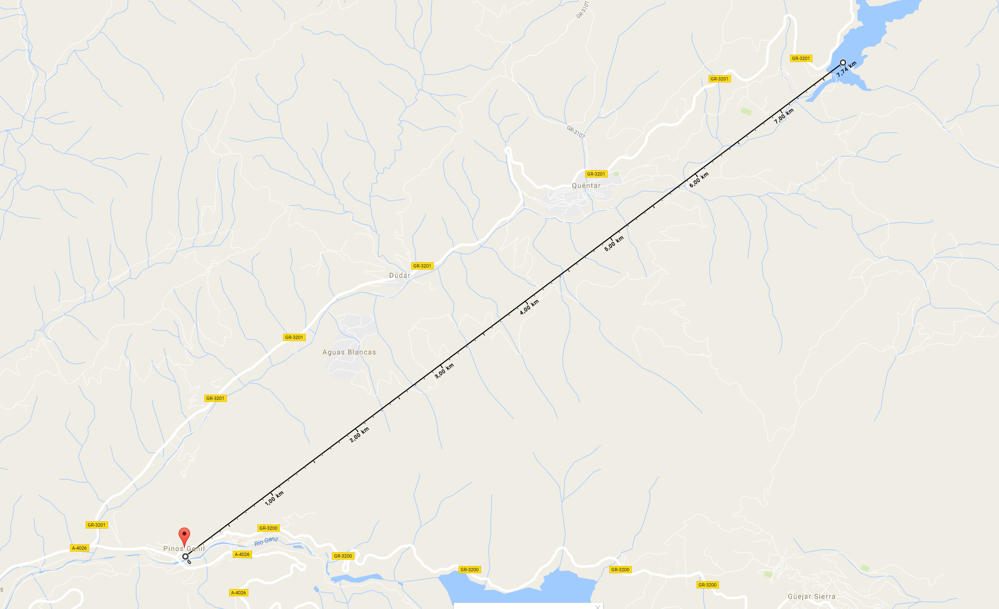 GR-3107
GR-3201
7,74 km
GR-3201
7,00 km
GR-3107
GR-3201
6,00 km
Quéntar
5,00 km
GR-3201
Dúdar
4,00 km
GR-3201
Aguas Blancas
3,00 km
GR-3201
2,00 km
1,00 km
GR-3201
GR-3200
Río Genil
A-4026
Pinos Genil
A-4026
GR-3200
0
GR-3200
GR-3200
GR-3200
s
A-4026
Güejar Sierra